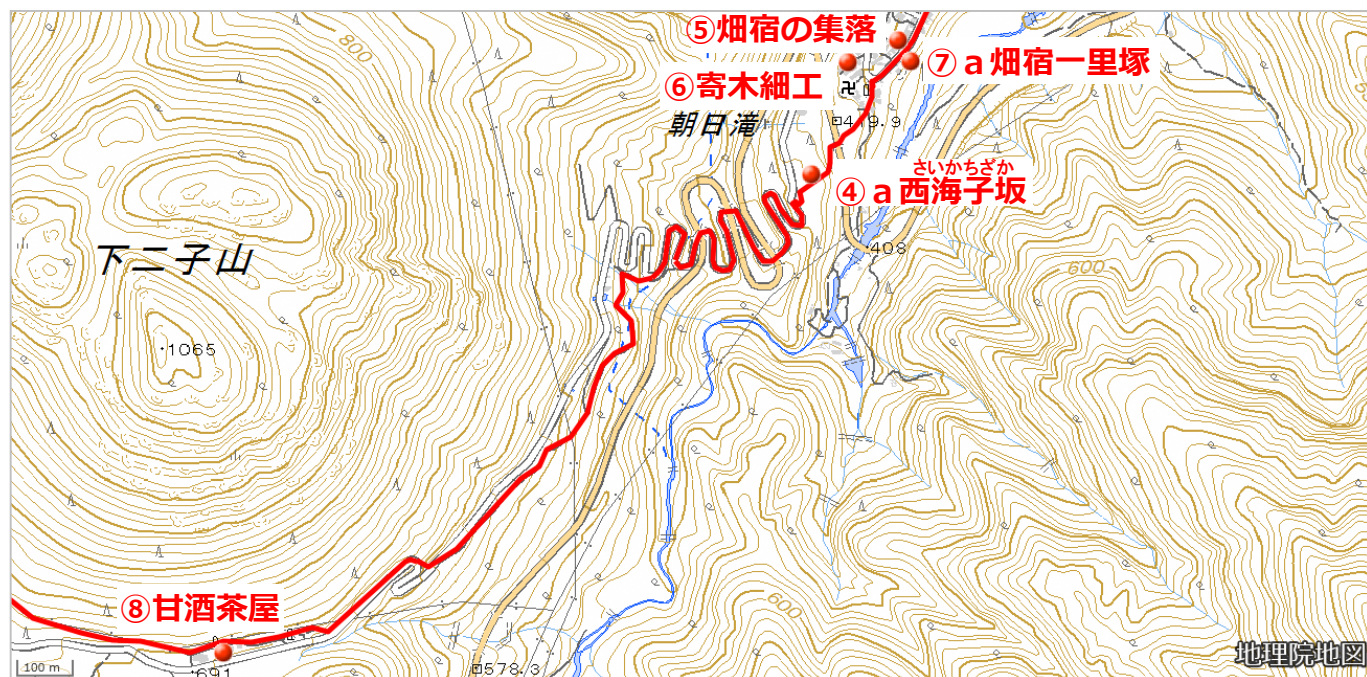 ⑤畑宿の集落
800
⑦a畑宿一里塚
⑥寄木細工
卍
朝日滝
419.9
さいかちざか
④a西海子坂
下二子山
408
600
1065
⑧甘酒茶屋
600
地理院地図
100 m
691
578.3